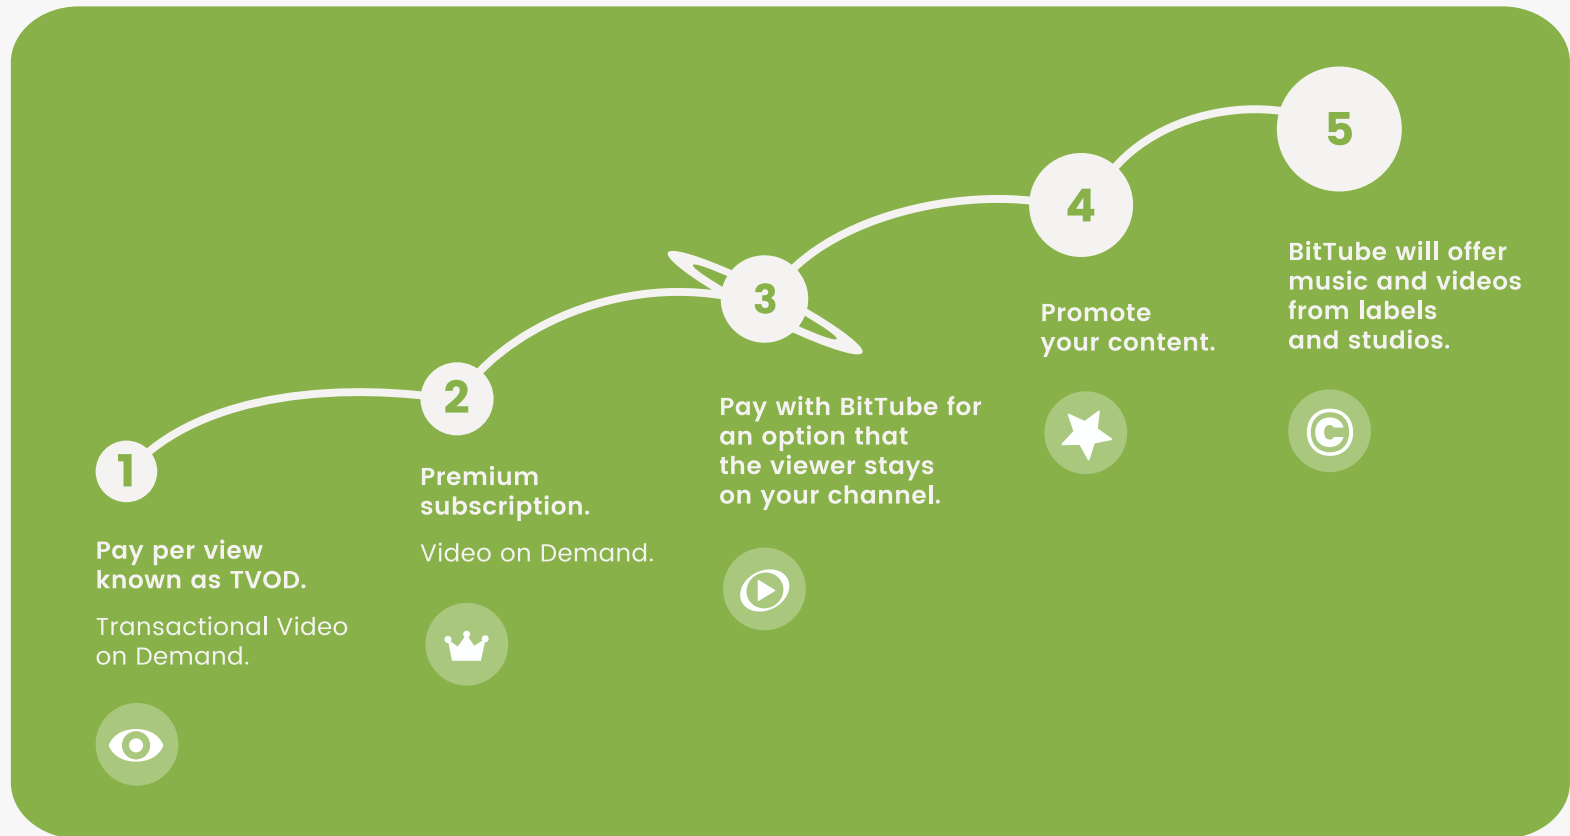 1
Pay per view
known as TVOD.
Transactional Video
on Demand.
2
Premium
subscription.
Video on Demand.
3
Pay with BitTube for
an option that
the viewer stays
on your channel.
4
Promote
your content.
5
BitTube will offer
music and videos
from labels
and studios.
©